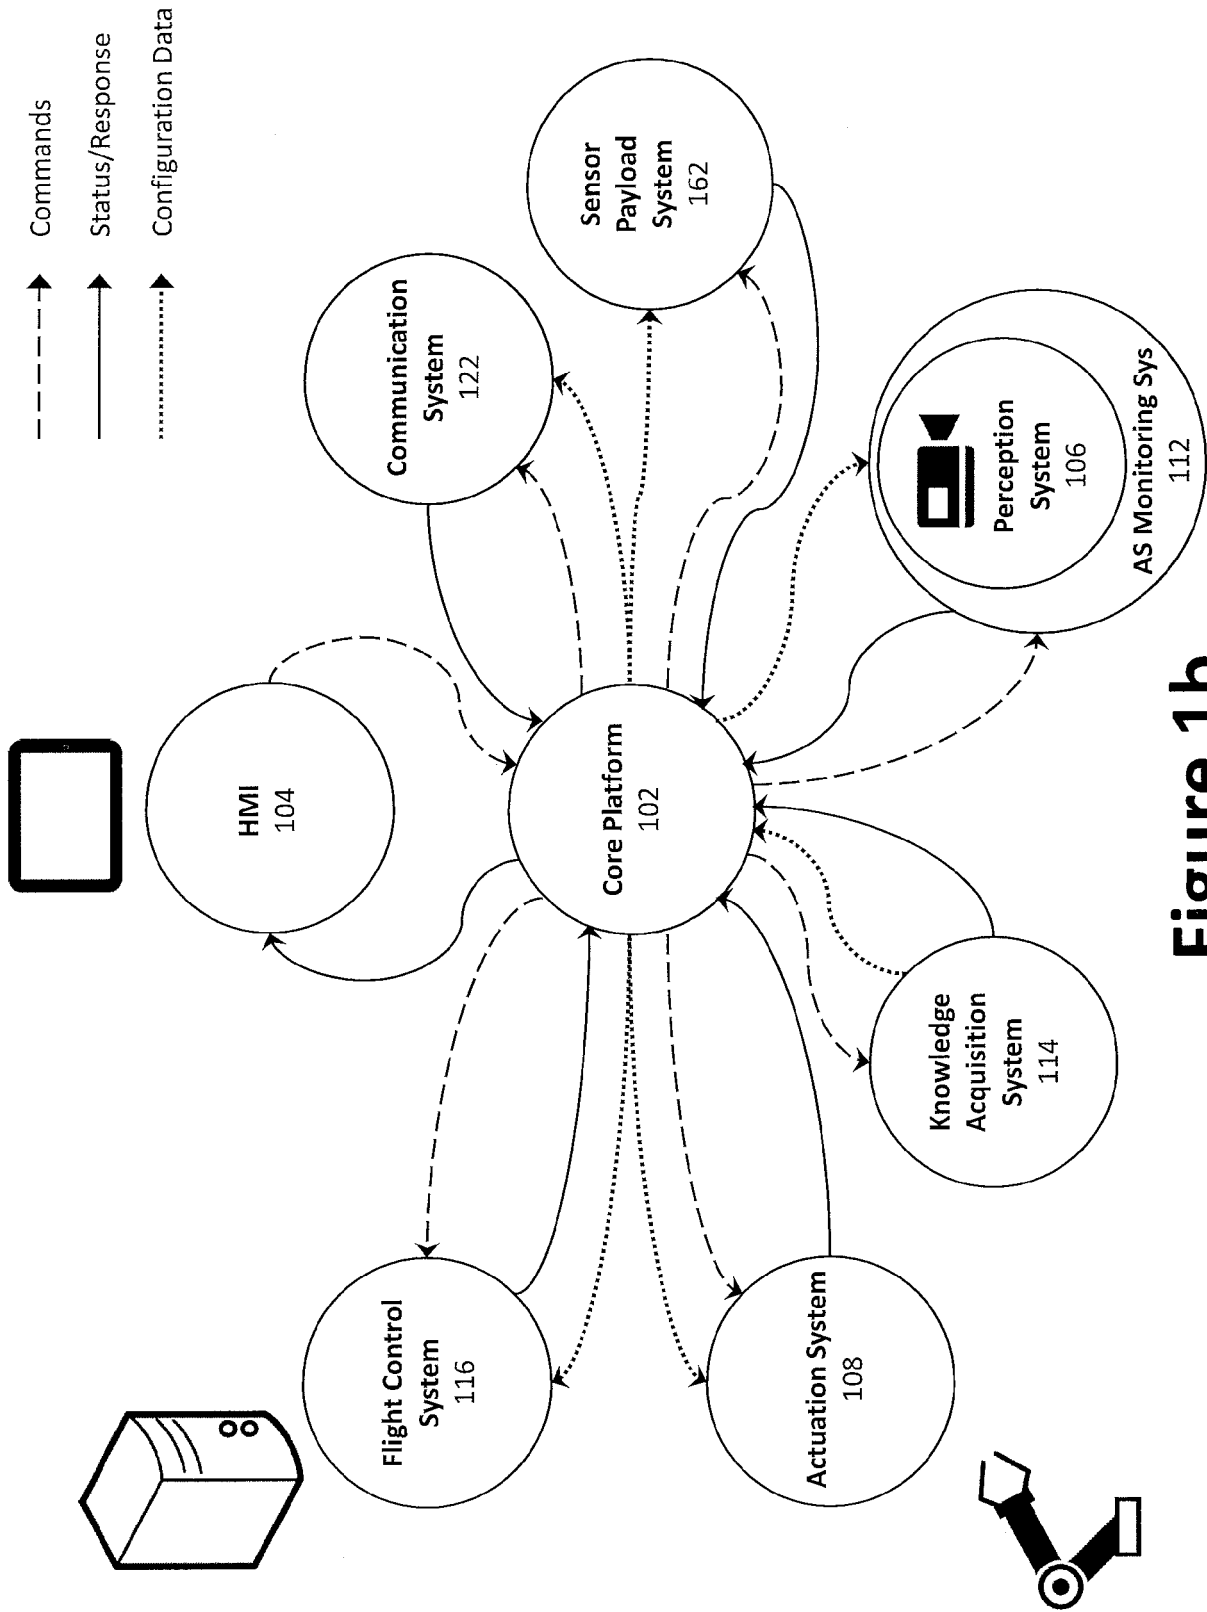 Commands
Status/Response
Configuration Data
HMI
104
Flight Control
System
116
Communication
System
122
Core Platform
102
Sensor
Payload
System
162
Actuation System
108
Knowledge
Acquisition
System
114
Perception
System
106
AS Monitoring Sys
112
Figure 1b